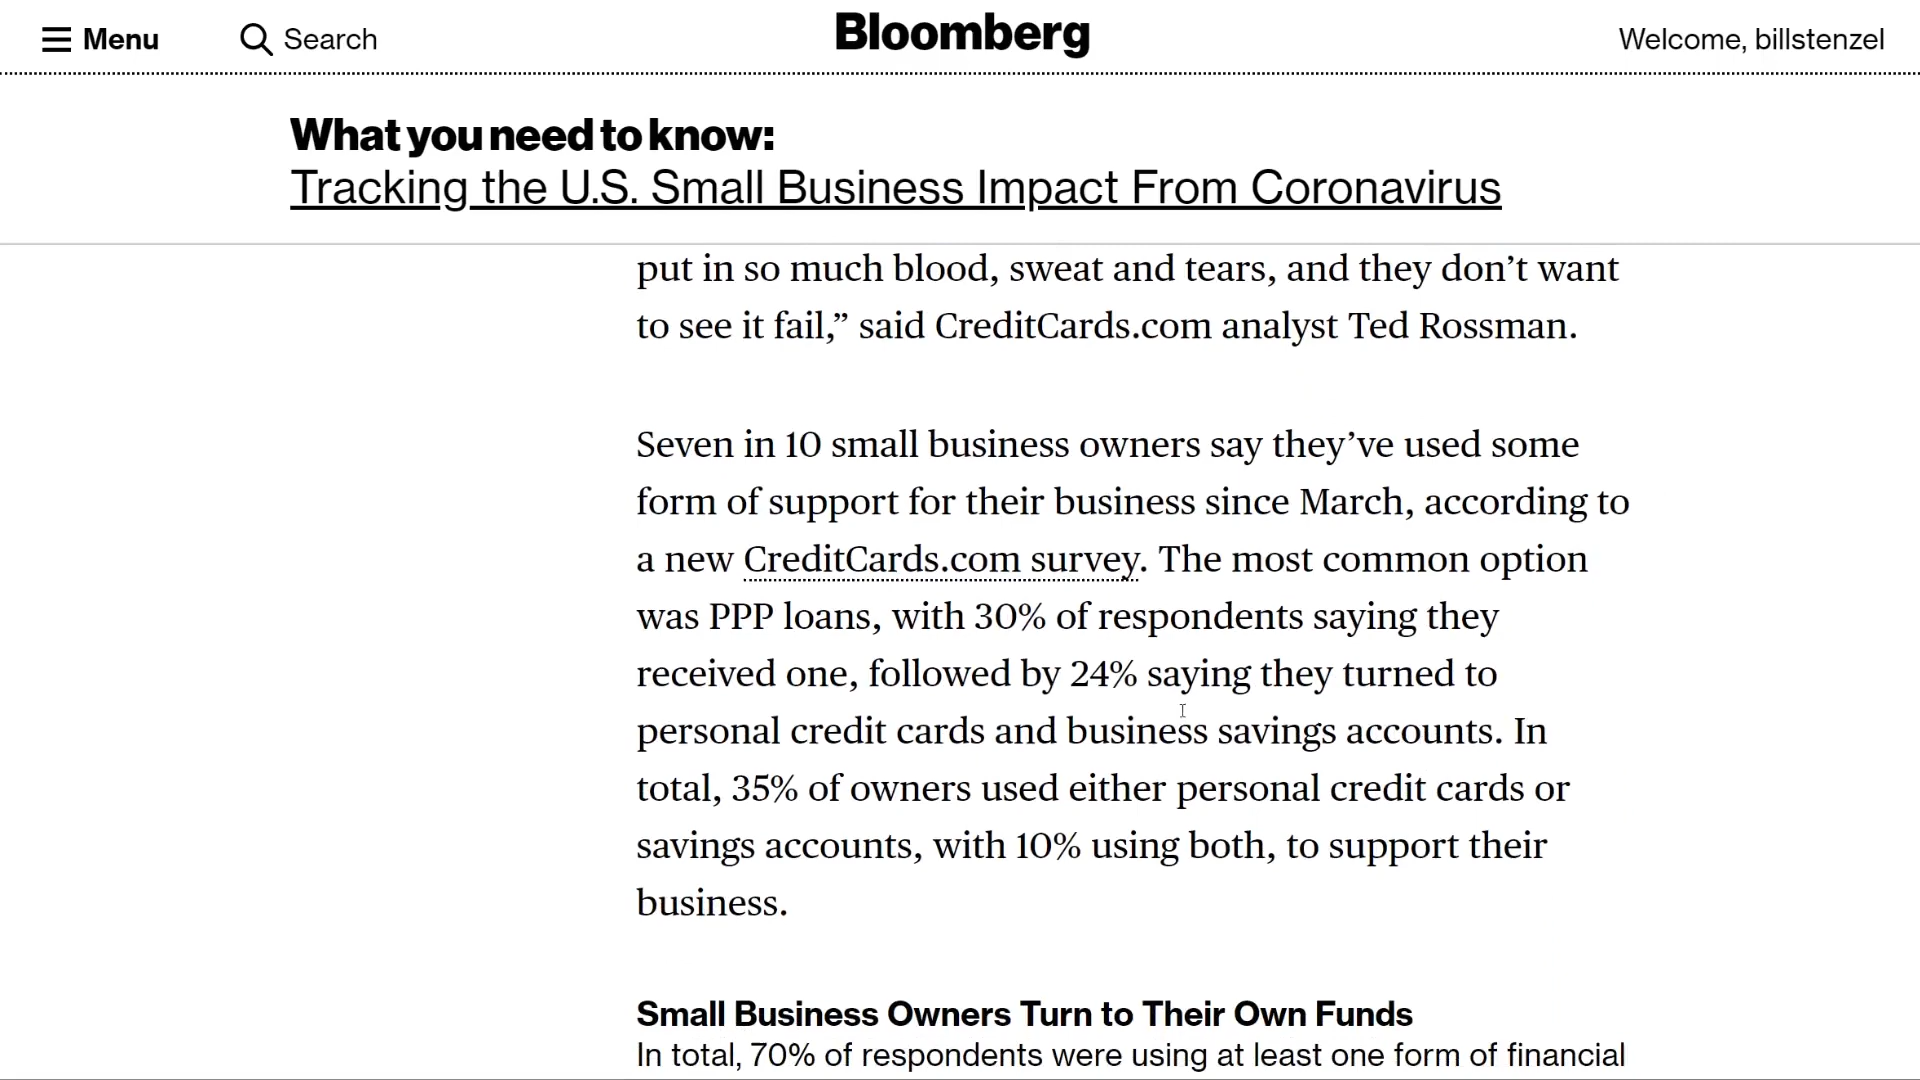 Menu
Search
Bloomberg
Welcome, billstenzel
What you need to know:
Tracking the U.S. Small Business Impact From Coronavirus
put in so much blood, sweat and tears, and they don’t want
to see it fail,” said CreditCards.com analyst Ted Rossman.
Seven in 10 small business owners say they’ve used some
form of support for their business since March, according to
a new CreditCards.com survey. The most common option
was PPP loans, with 30% of respondents saying they
received one, followed by 24% saying they turned to
personal credit cards and business savings accounts. In
total, 35% of owners used either personal credit cards or
savings accounts, with 10% using both, to support their
business.
Small Business Owners Turn to Their Own Funds
In total, 70% of respondents were using at least one form of financial